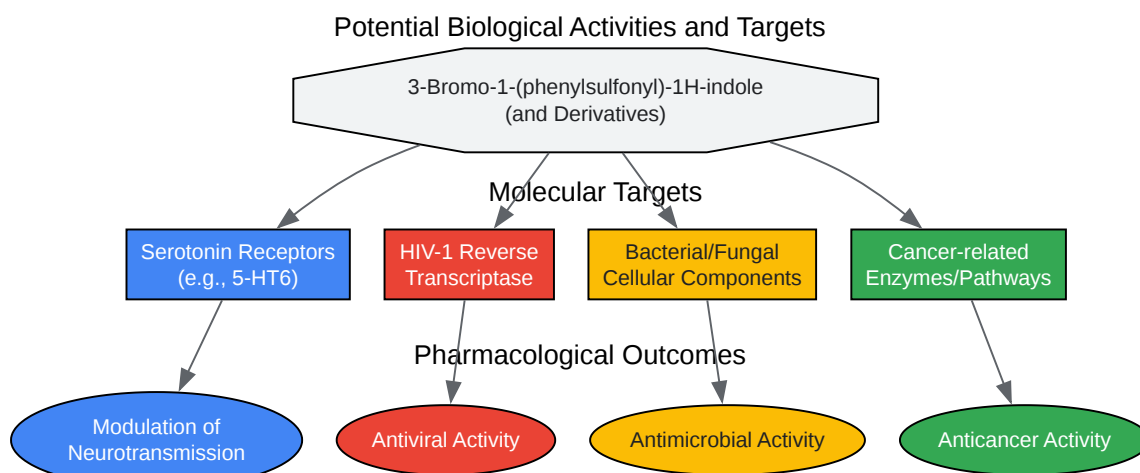 Potential Biological Activities and Targets
3-Bromo-1-(phenylsulfonyl)-1H-indole
(and Derivatives)
Molecular Targets
Serotonin Receptors
(e.g., 5-HT6)
HIV-1 Reverse
Transcriptase
Bacterial/Fungal
Cellular Components
Cancer-related
Enzymes/Pathways
Pharmacological Outcomes
Modulation of
Neurotransmission
Antiviral Activity
Antimicrobial Activity
Anticancer Activity